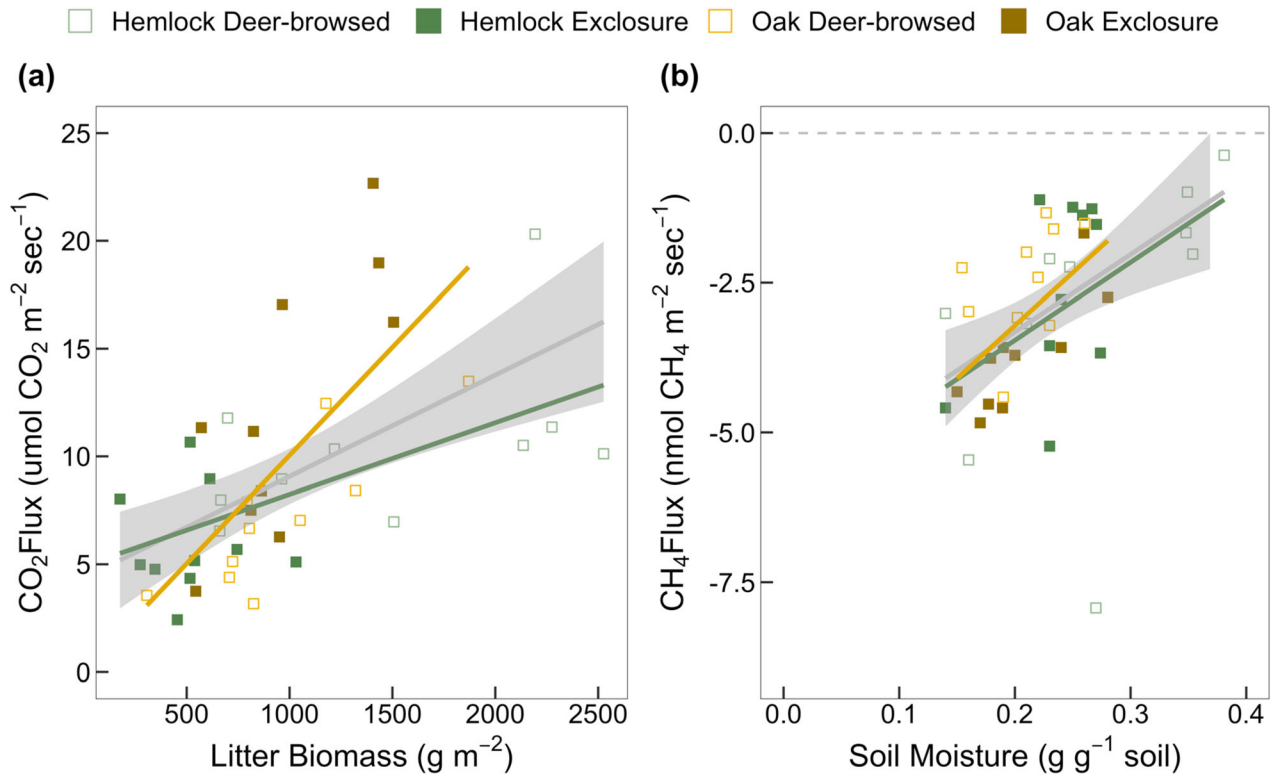 Hemlock Deer-browsed Hemlock Exclosure Oak Deer-browsed Oak Exclosure
(a)
CO₂Flux (umol CO₂ m⁻² sec⁻¹)
25
20
15
10
5
0
500 1000 1500 2000 2500
Litter Biomass (g m⁻²)
(b)
CH₄Flux (nmol CH₄ m⁻² sec⁻¹)
0.0
-2.5
-5.0
-7.5
0.0 0.1 0.2 0.3 0.4
Soil Moisture (g g⁻¹ soil)